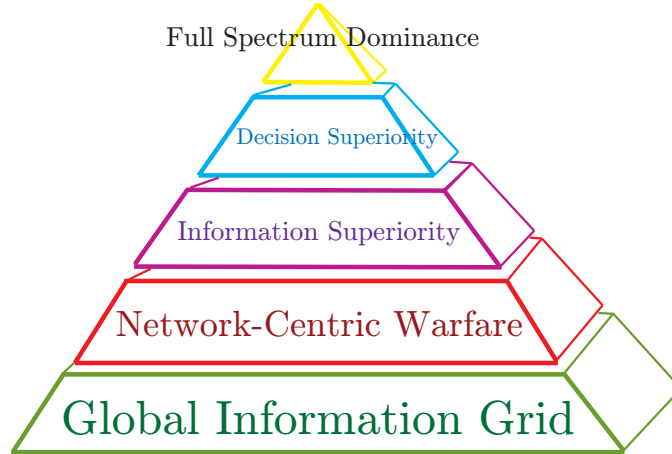 Full Spectrum Dominance
Decision Superiority
Information Superiority
Network-Centric Warfare
Global Information Grid